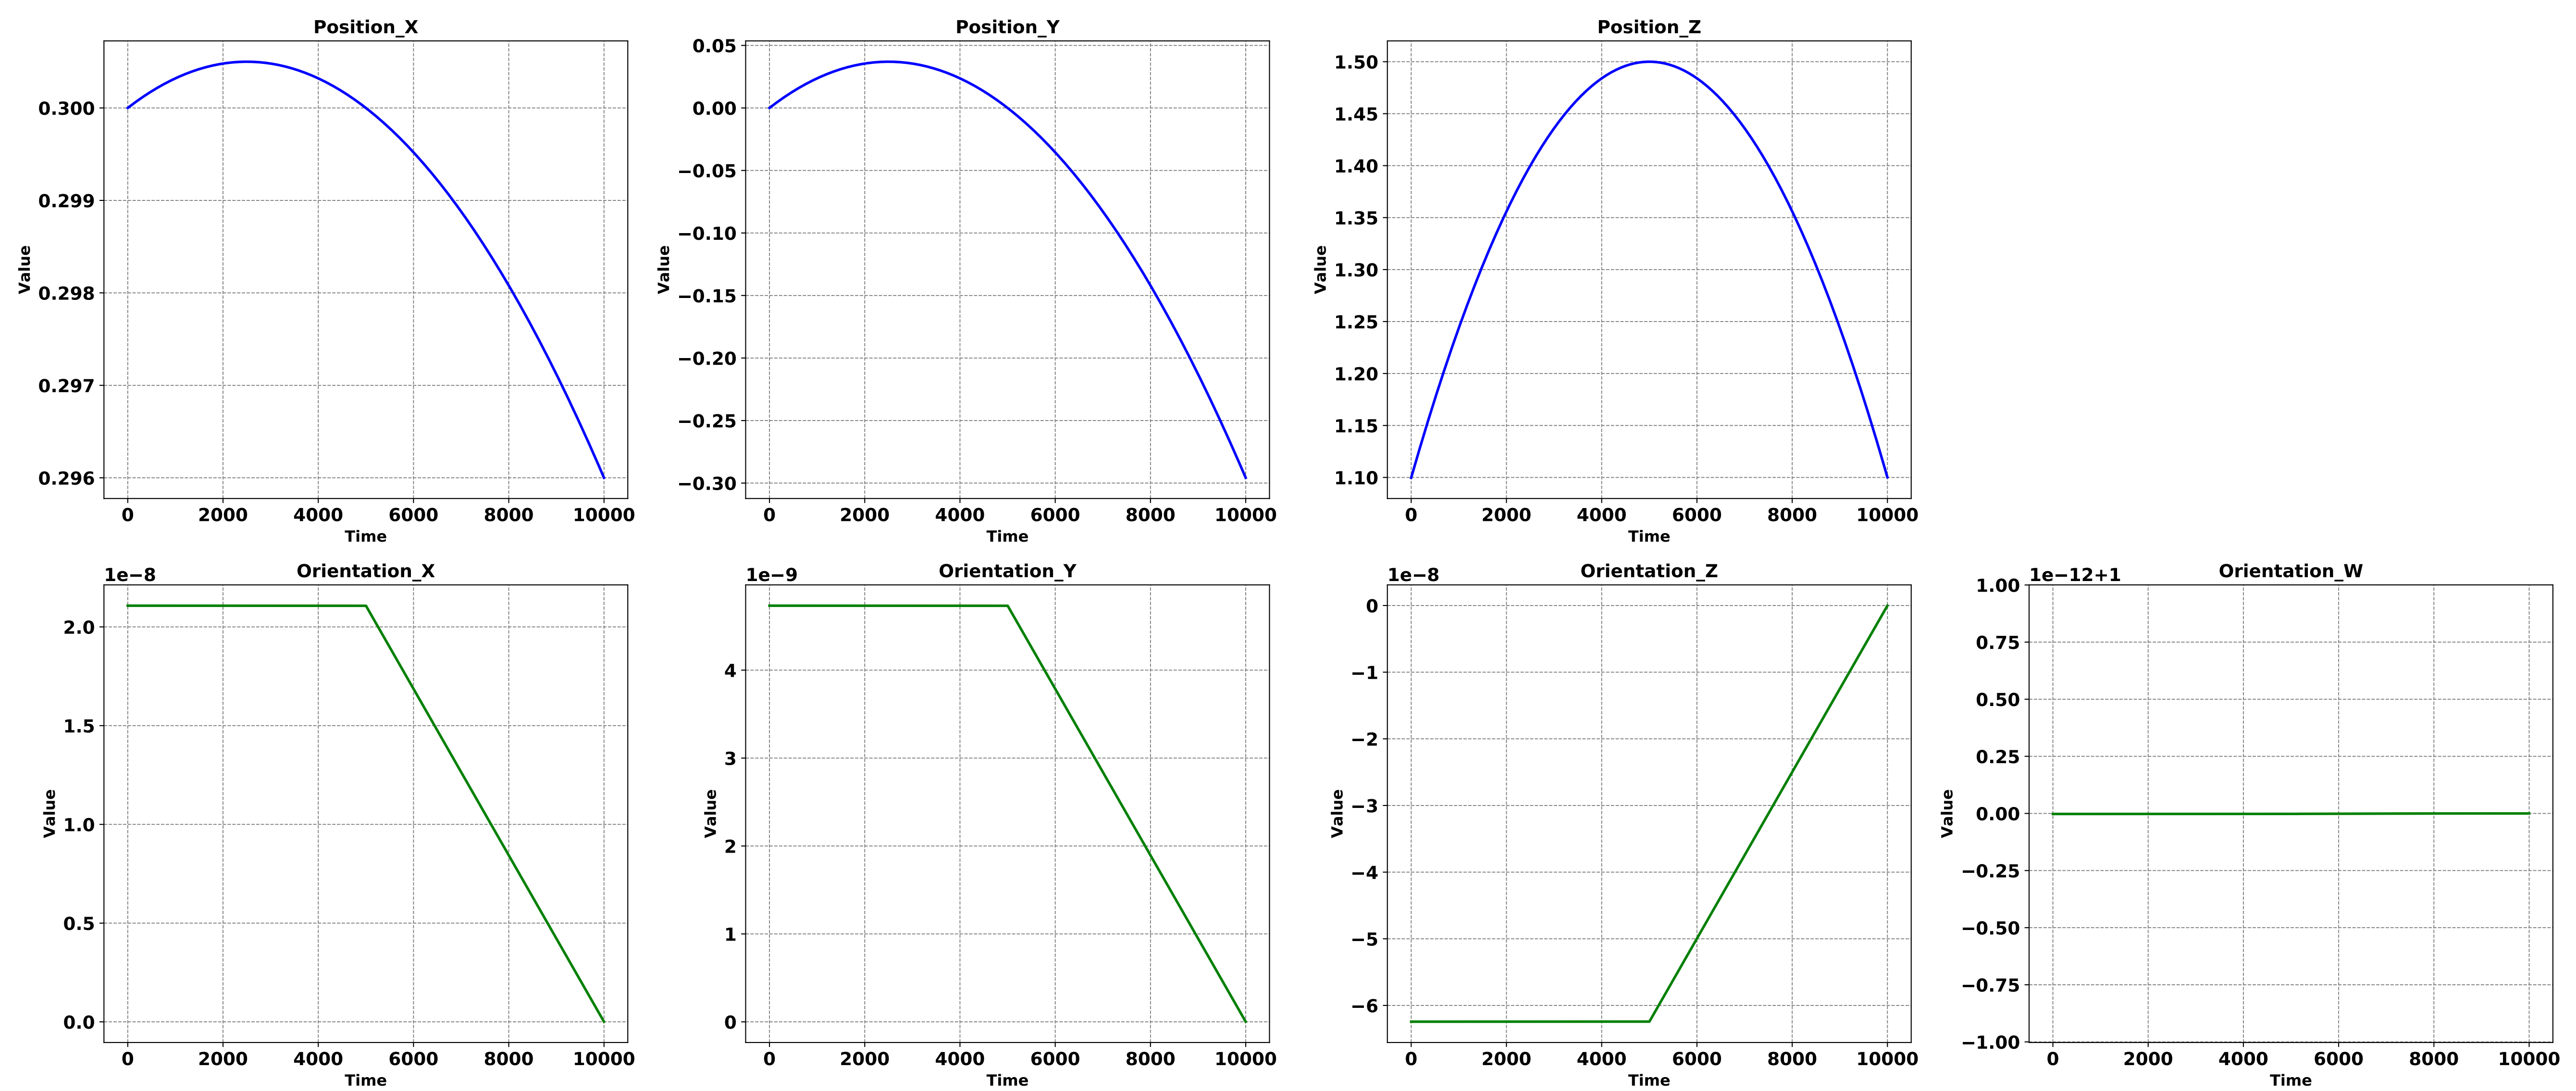 Position_X
Value
0.300
0.299
0.298
0.297
0.296
0 2000 4000 6000 8000 10000
Time
Position_Y
Value
0.05
0.00
−0.05
−0.10
−0.15
−0.20
−0.25
−0.30
0 2000 4000 6000 8000 10000
Time
Position_Z
Value
1.50
1.45
1.40
1.35
1.30
1.25
1.20
1.15
1.10
0 2000 4000 6000 8000 10000
Time
Orientation_X
1e−8
Value
2.0
1.5
1.0
0.5
0.0
0 2000 4000 6000 8000 10000
Time
Orientation_Y
1e−9
Value
4
3
2
1
0
0 2000 4000 6000 8000 10000
Time
Orientation_Z
1e−8
Value
0
−1
−2
−3
−4
−5
−6
0 2000 4000 6000 8000 10000
Time
Orientation_W
1e−12+1
Value
1.00
0.75
0.50
0.25
0.00
−0.25
−0.50
−0.75
−1.00
0 2000 4000 6000 8000 10000
Time